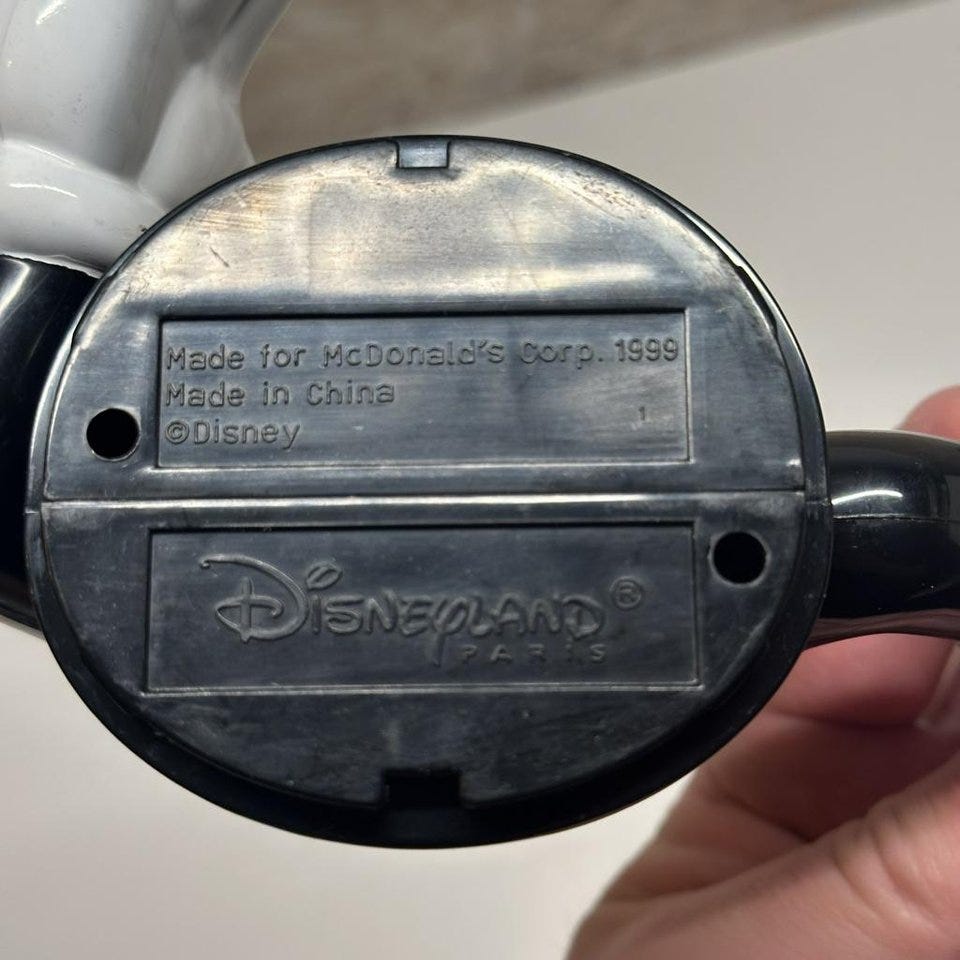 Made for McDonald's Corp. 1999
Made in China
©Disney
1
Disneyland®
PARIS